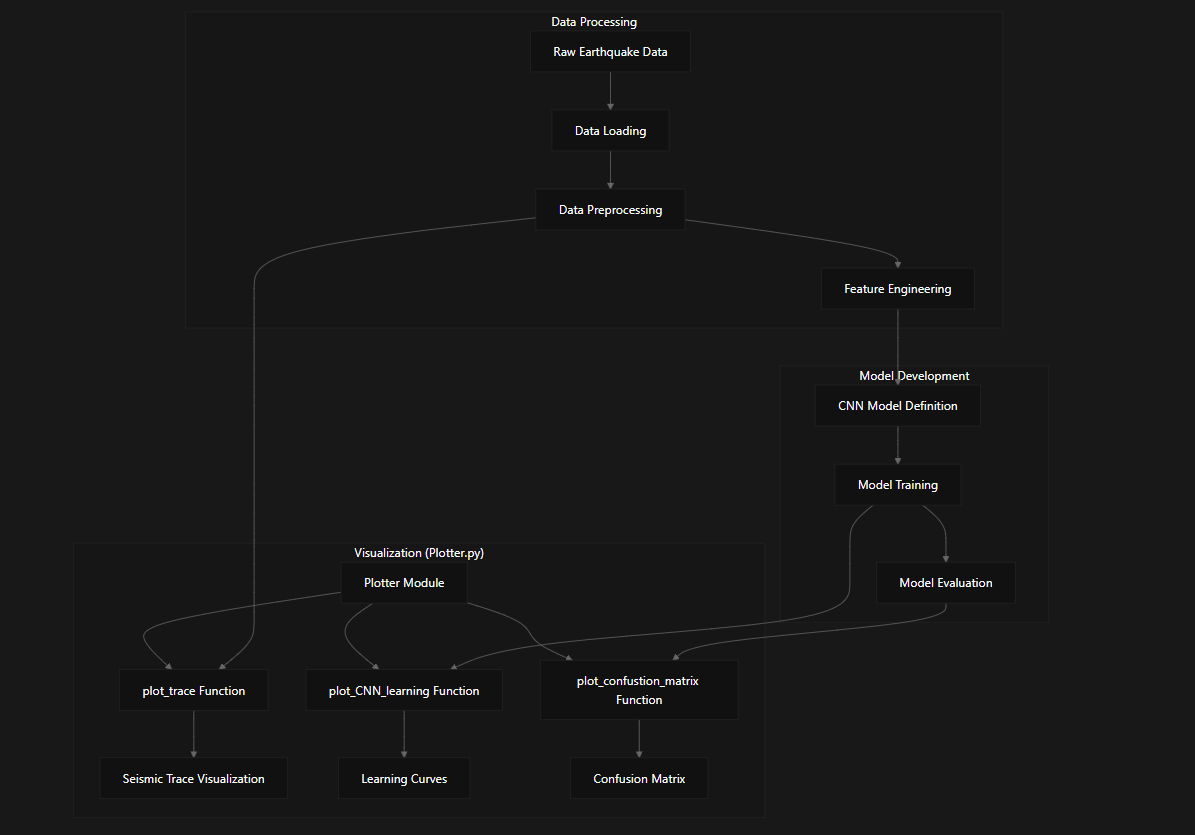 Data Processing
Raw Earthquake Data
Data Loading
Data Preprocessing
Feature Engineering
Model Development
CNN Model Definition
Model Training
Model Evaluation
Visualization (Plotter.py)
Plotter Module
plot_trace Function
plot_CNN_learning Function
plot_confustion_matrix
Function
Seismic Trace Visualization
Learning Curves
Confusion Matrix